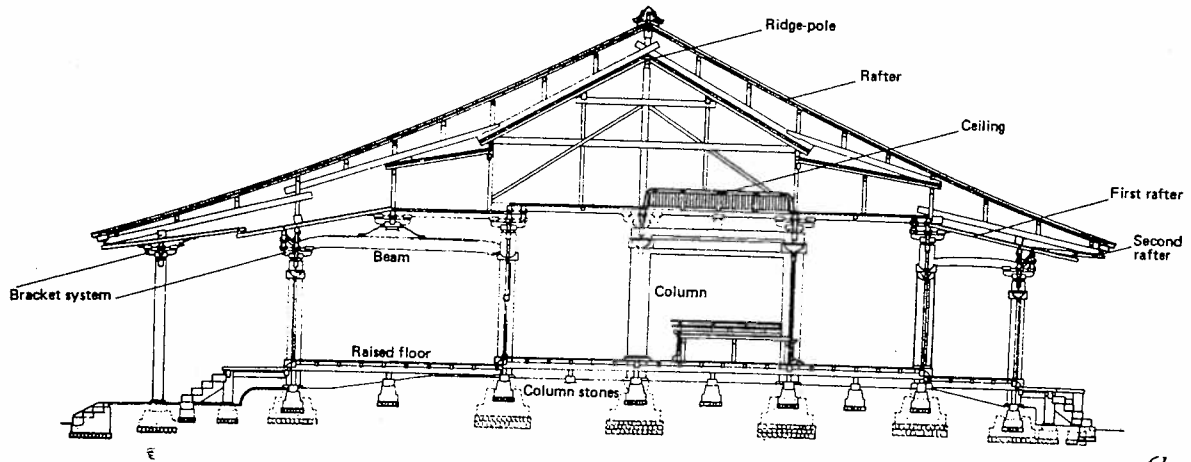 Ridge-pole
Rafter
Ceiling
First rafter
Second
rafter
Beam
Bracket system
Column
Raised floor
Column stones